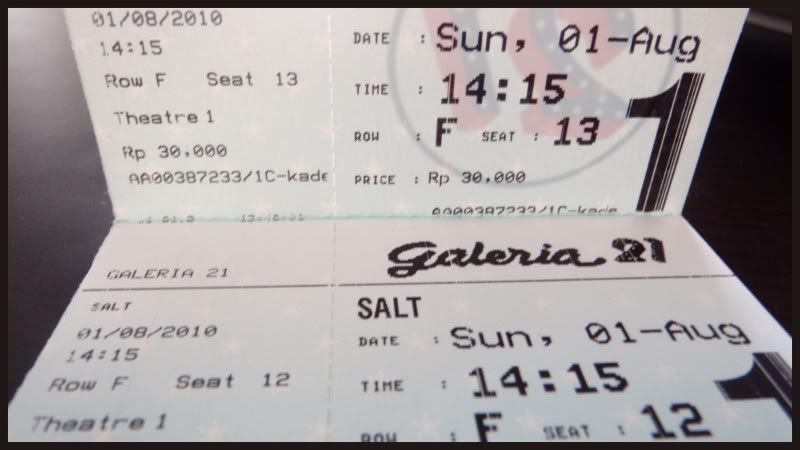 01/08/2010
14:15
Row F Seat 13
Theatre 1
Rp 30,000
AA00387233/1C-kade
DATE : Sun, 01-Aug
TIME : 14:15
ROW : F SEAT : 13
PRICE : Rp 30,000
AA00387233/1C-kade
1
GALERIA 21
SALT
01/08/2010
14:15
Row F Seat 12
Theatre 1
Galeria 21
SALT
DATE : Sun, 01-Aug
TIME : 14:15
ROW : F SEAT : 12